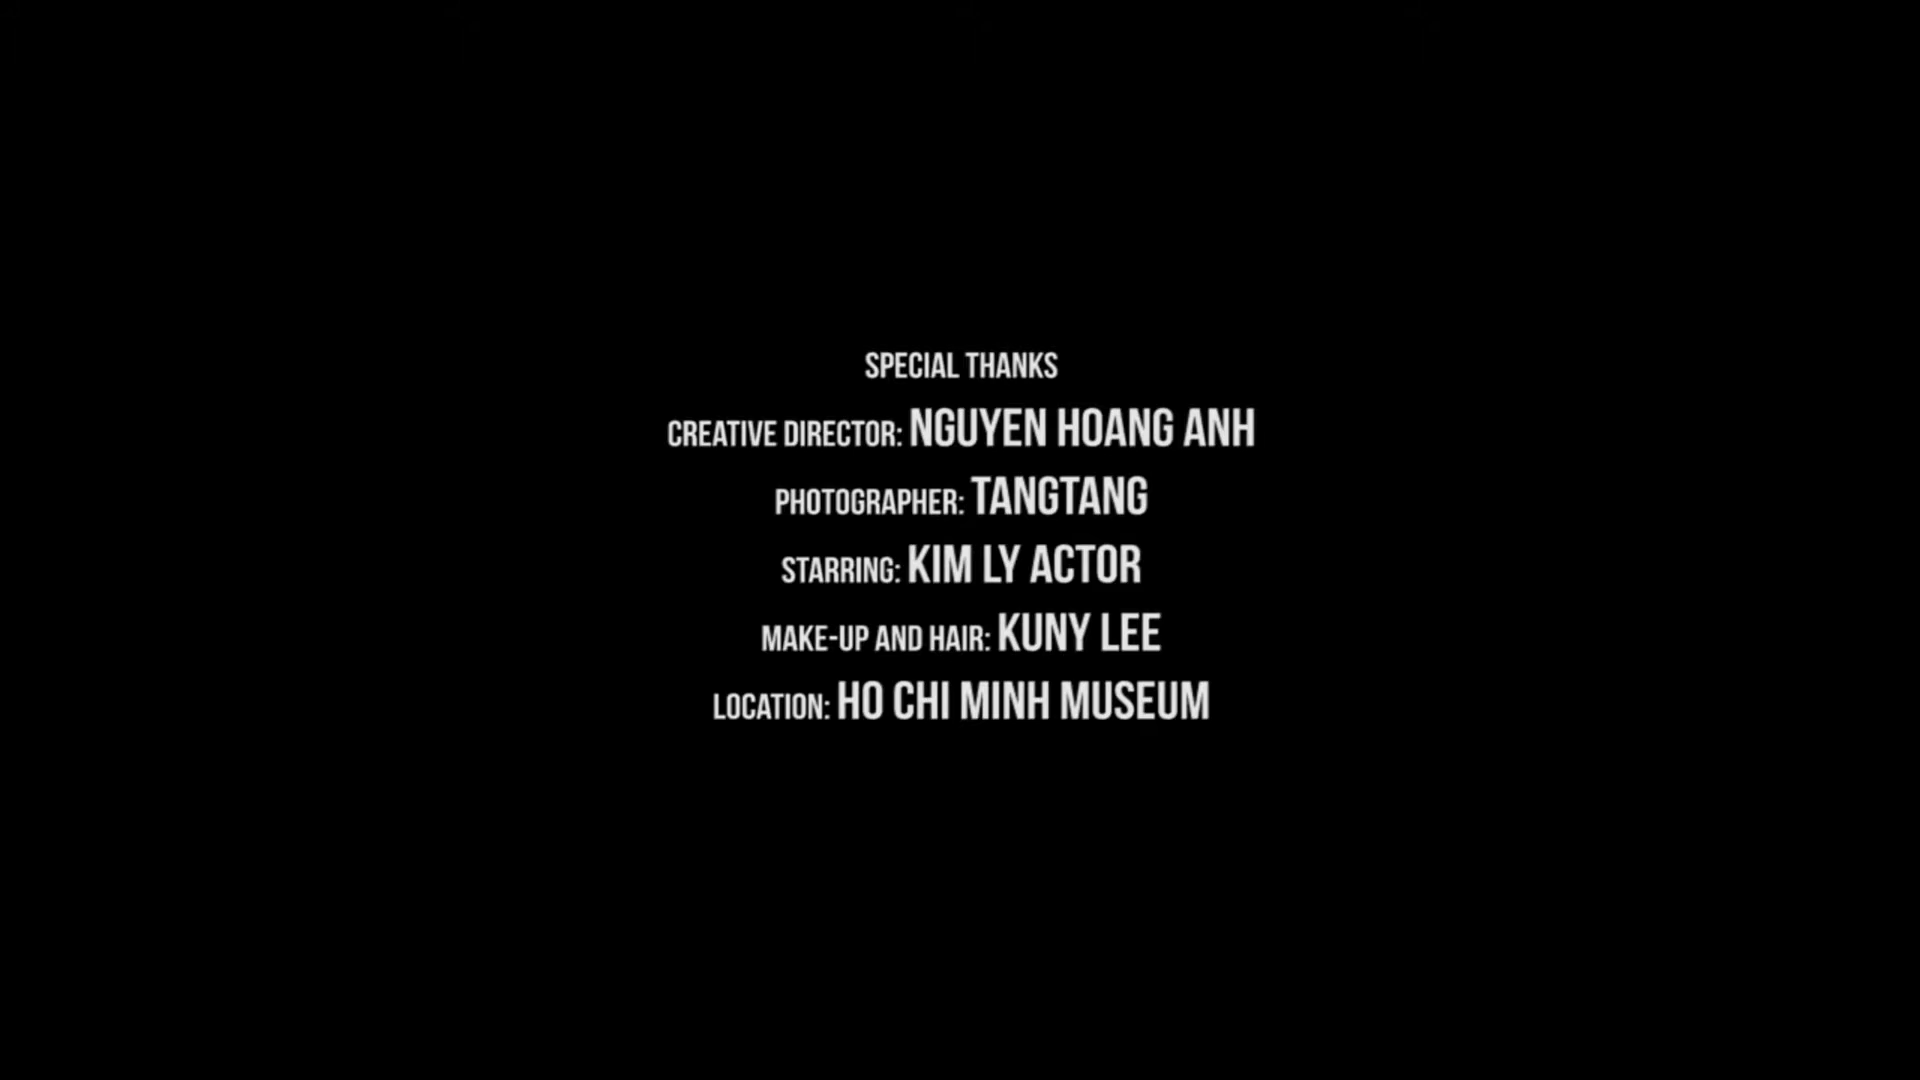 SPECIAL THANKS
CREATIVE DIRECTOR: NGUYEN HOANG ANH
PHOTOGRAPHER: TANGTANG
STARRING: KIM LY ACTOR
MAKE-UP AND HAIR: KUNY LEE
LOCATION: HO CHI MINH MUSEUM